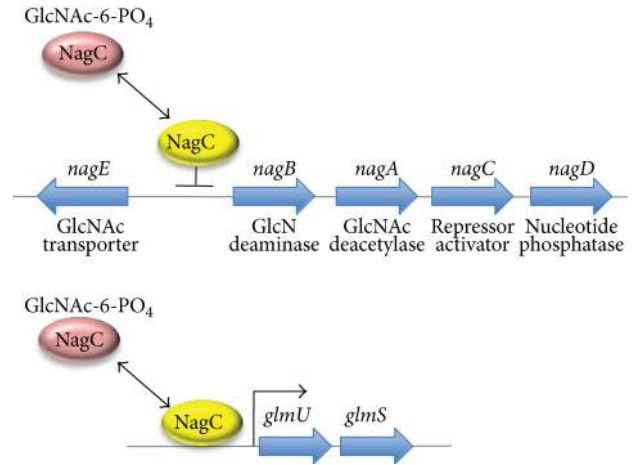 GlcNAc-6-PO₄
NagC
NagC
nagE nagB nagA nagC nagD
GlcNAc GlcN GlcNAc Repressor Nucleotide
transporter deaminase deacetylase activator phosphatase
GlcNAc-6-PO₄
NagC
NagC
glmU glmS